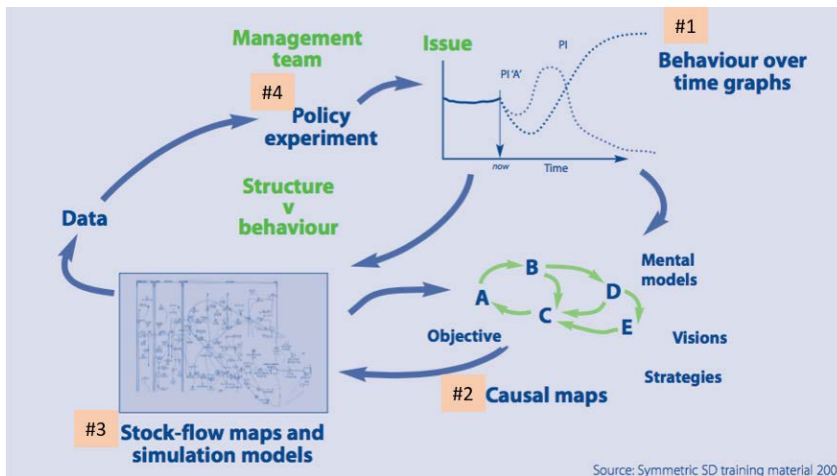 Management
team
#4
Policy
experiment
Issue
PI 'A'
PI
now
Time
#1
Behaviour over
time graphs
Structure
v
behaviour
Data
Mental
models
A
B
C
D
E
Objective
Visions
Strategies
#2
Causal maps
#3
Stock-flow maps and
simulation models
Source: Symmetric SD training material 200